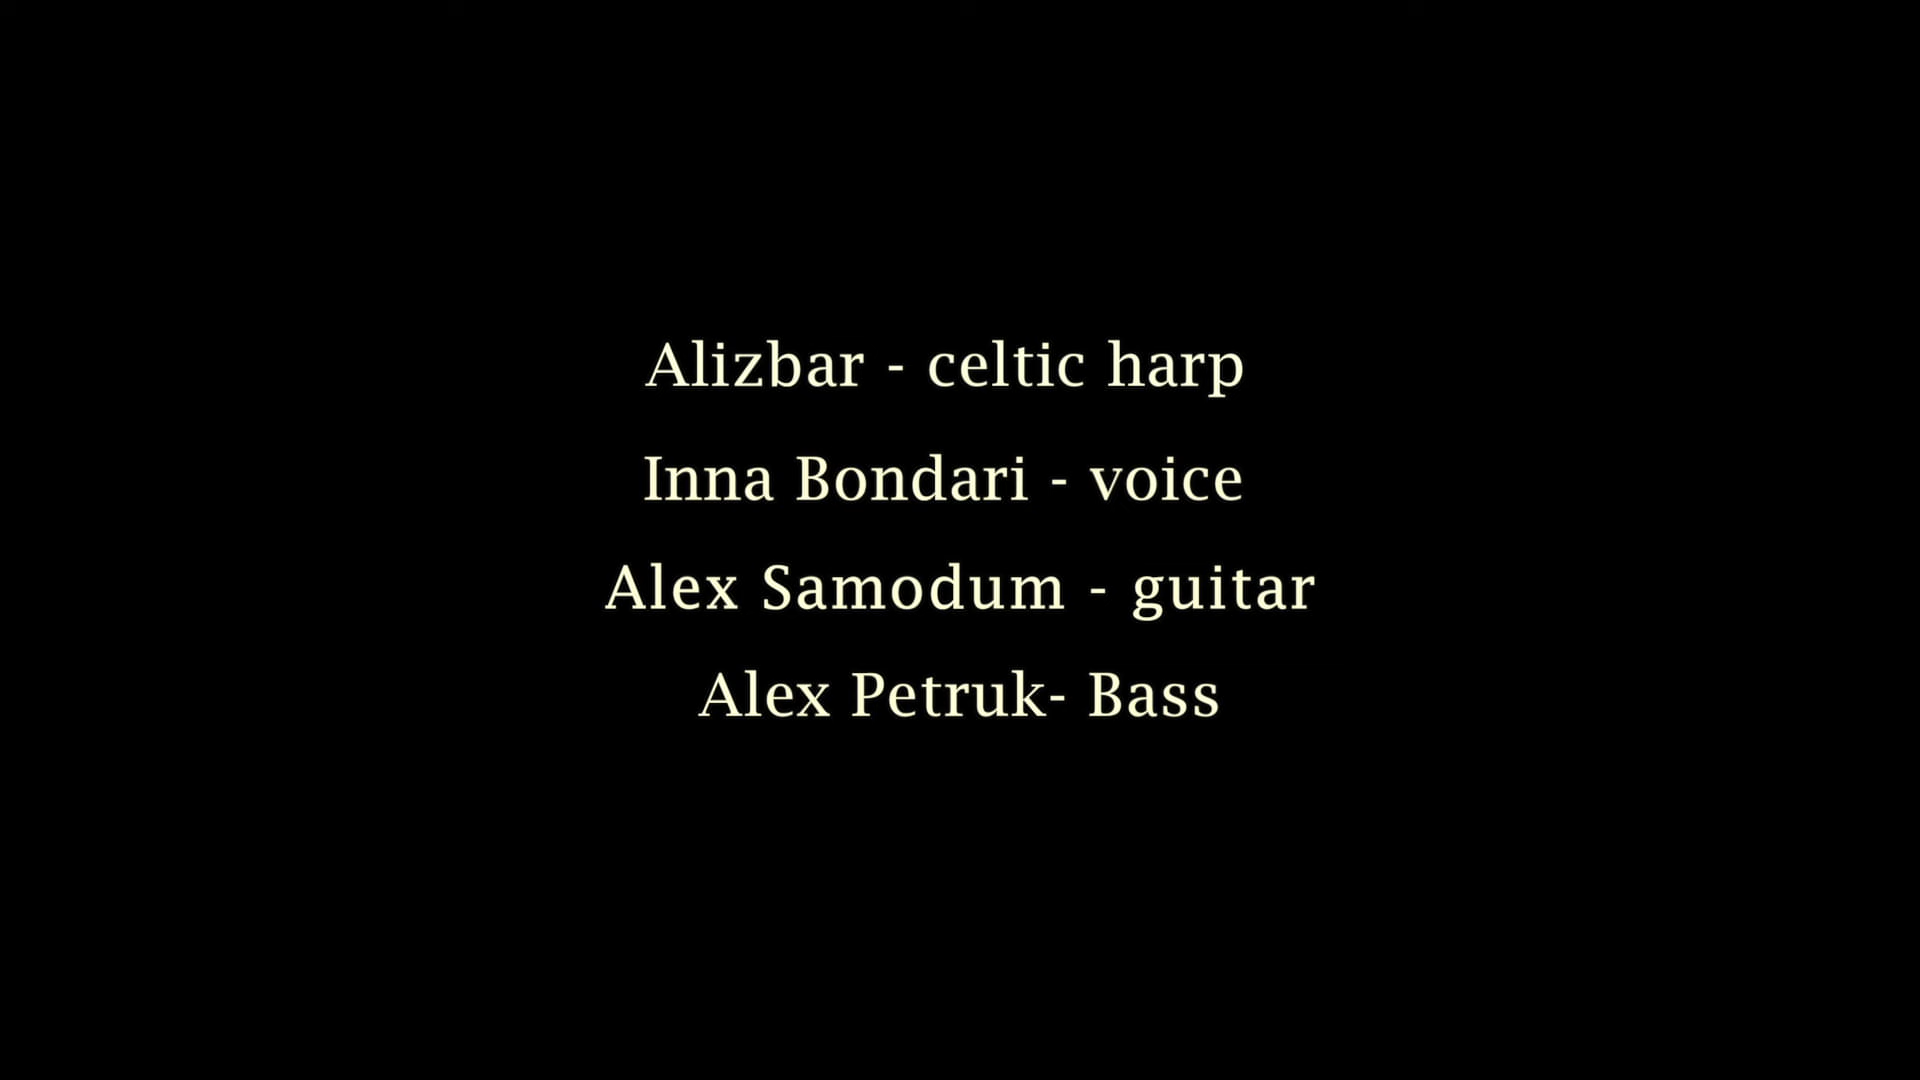 Alizbar - celtic harp
Inna Bondari - voice
Alex Samodum - guitar
Alex Petruk- Bass